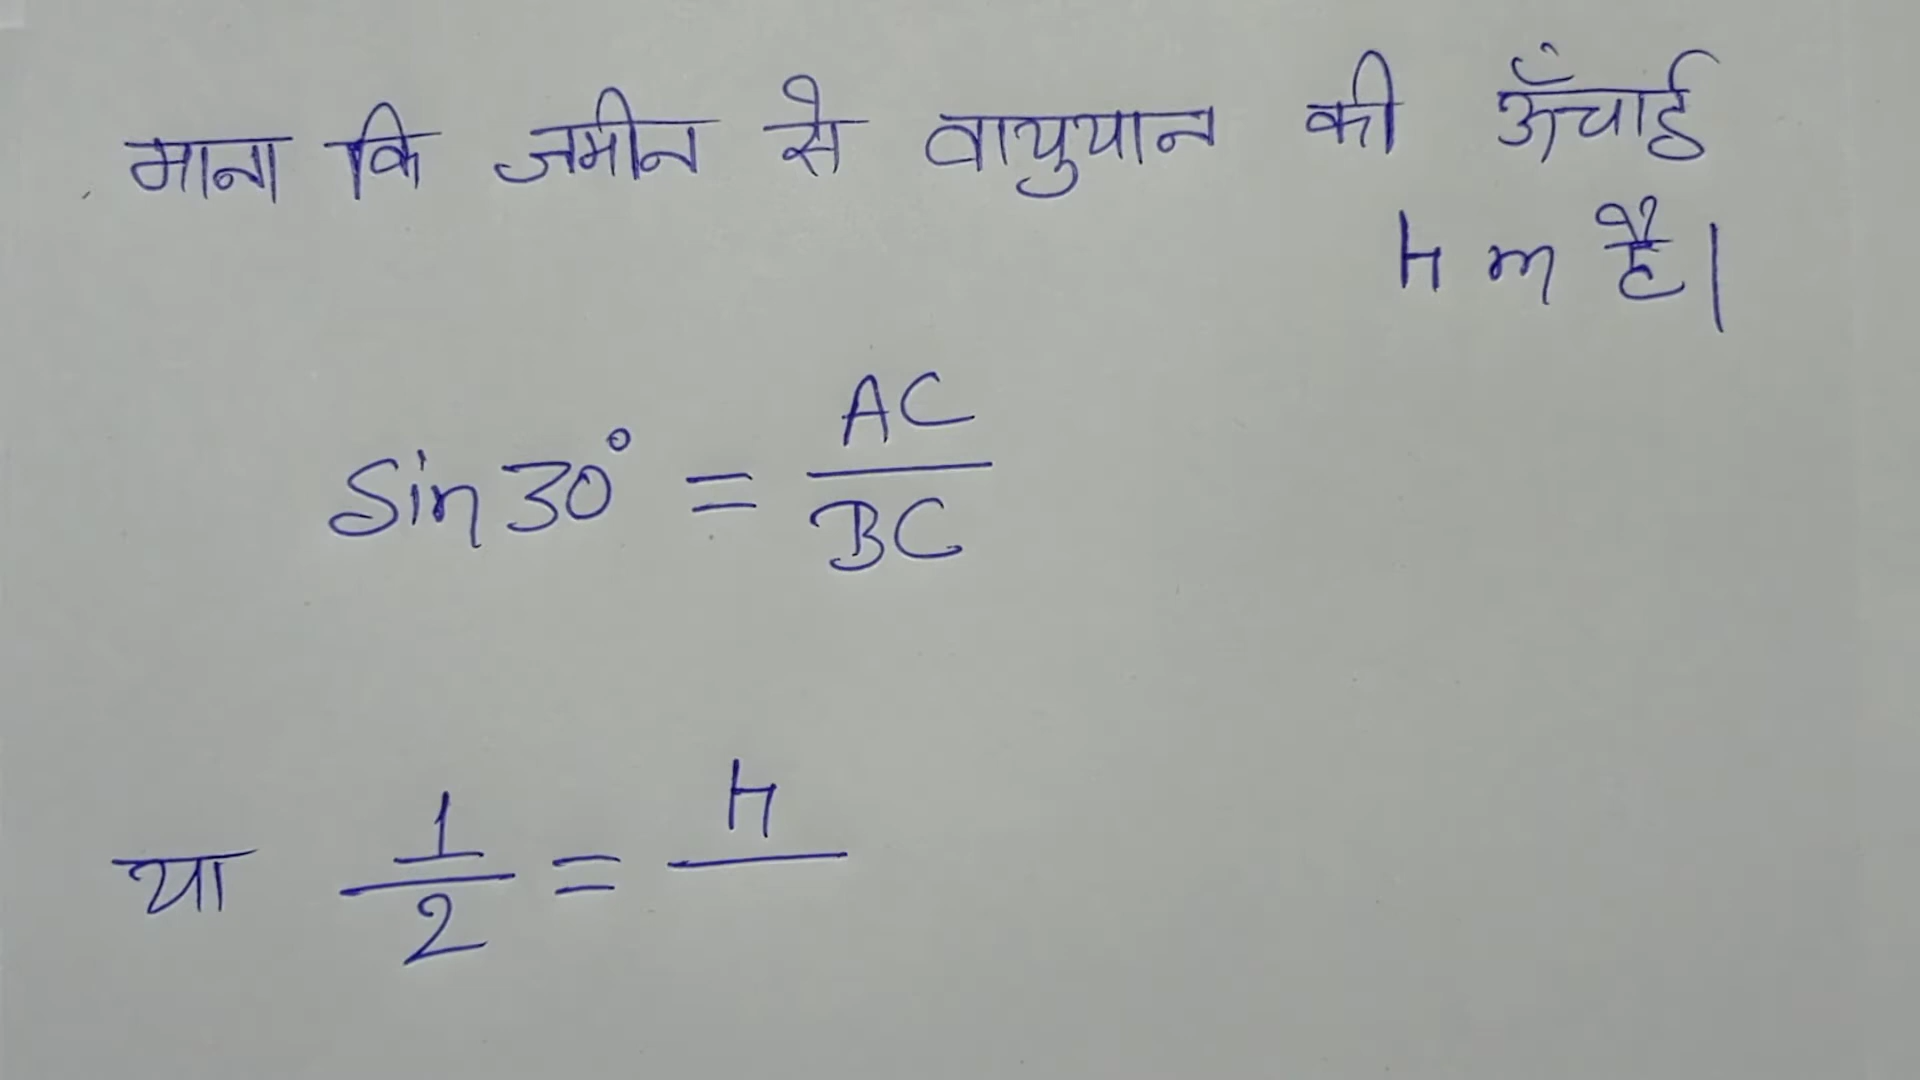 माना कि जमीन से वायुयान की ऊँचाई
H m है।
Sin 30° = AC/BC
या 1/2 = H/